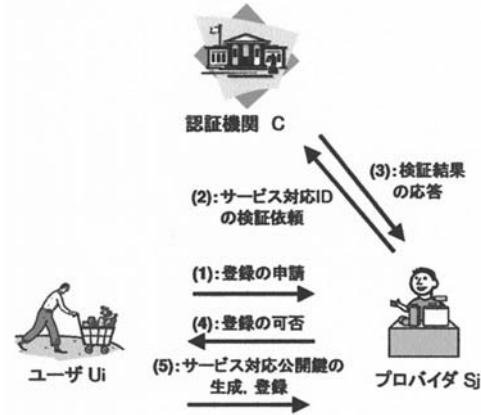 認証機関 C
(3):検証結果
の応答
(2):サービス対応ID
の検証依頼
(1):登録の申請
(4):登録の可否
ユーザ Ui
(5):サービス対応公開鍵の
生成, 登録
プロバイダ Sj